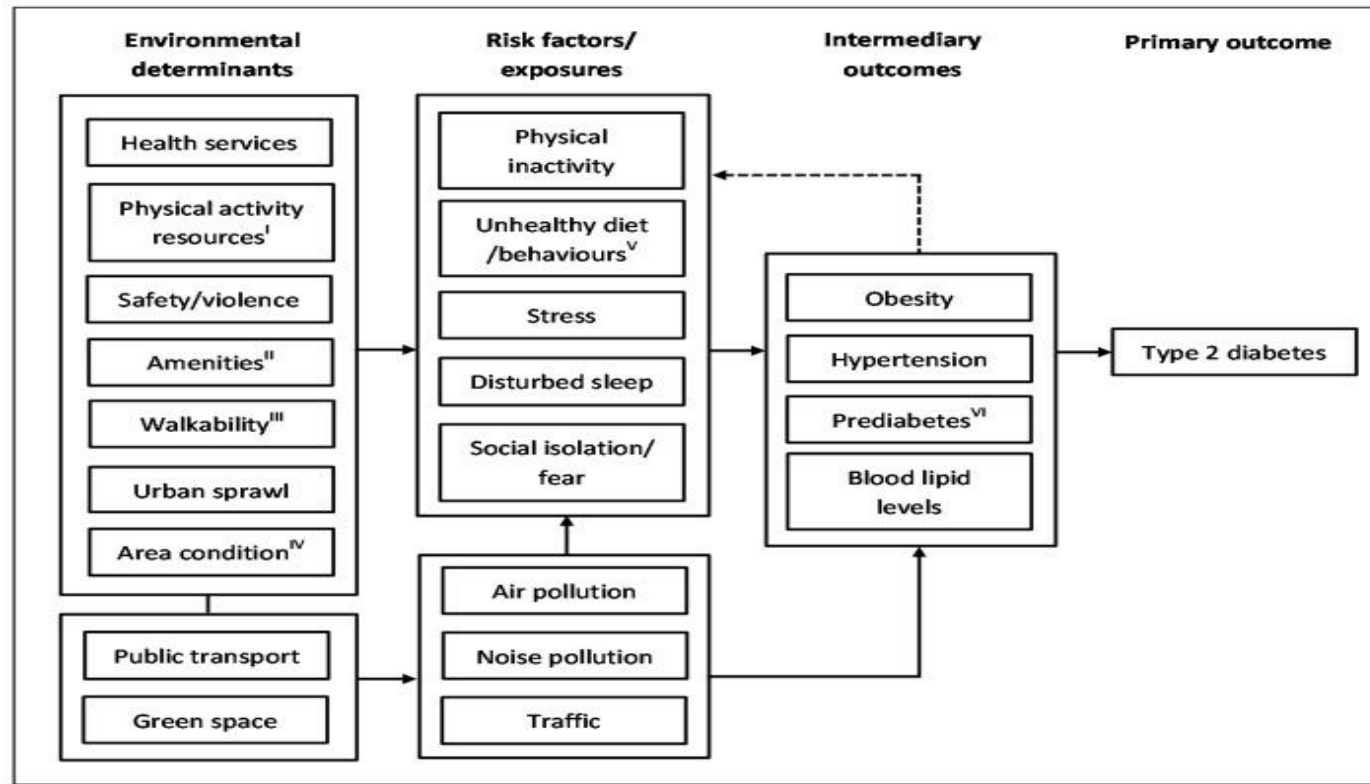 Environmental
determinants
Risk factors/
exposures
Intermediary
outcomes
Primary outcome
Health services
Physical activity
resourcesᴵ
Safety/violence
Amenitiesᴵᴵ
Walkabilityᴵᴵᴵ
Urban sprawl
Area conditionᴵⱽ
Public transport
Green space
Physical
inactivity
Unhealthy diet
/behavioursⱽ
Stress
Disturbed sleep
Social isolation/
fear
Air pollution
Noise pollution
Traffic
Obesity
Hypertension
Prediabetesⱽᴵ
Blood lipid
levels
Type 2 diabetes